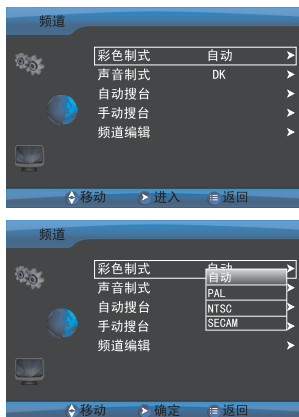 频道
彩色制式 自动
声音制式 DK
自动搜台
手动搜台
频道编辑
移动 进入 返回
频道
彩色制式 自动
自动
声音制式
PAL
自动搜台
NTSC
手动搜台
SECAM
频道编辑
移动 确定 返回